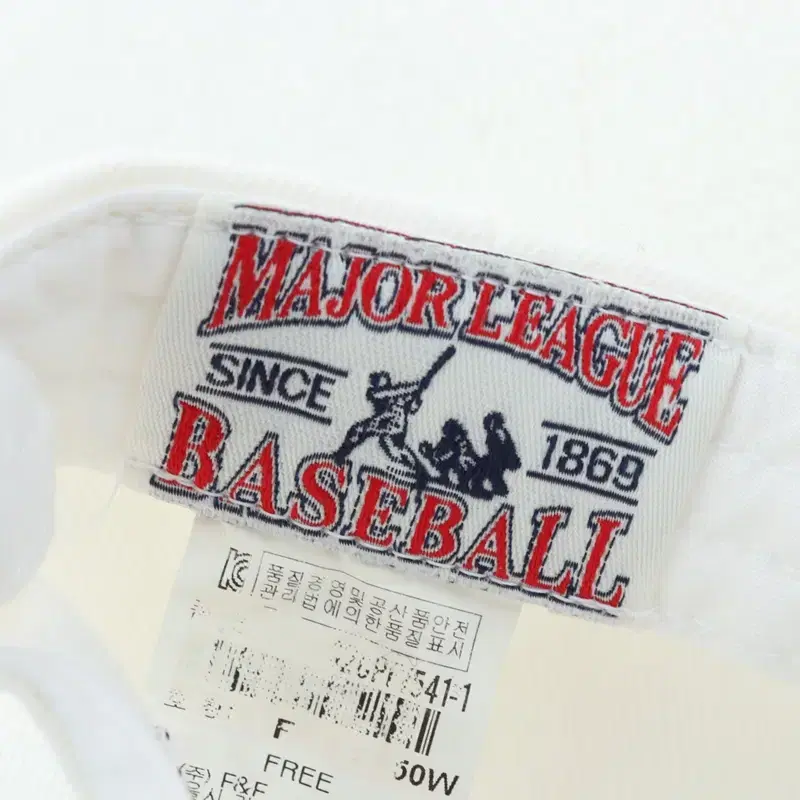 MAJOR LEAGUE
SINCE
1869
BASEBALL
품질경영 및 공산품안전
관리법에 의한 품질표시
541-1
F
FREE
50W
(주) F&F